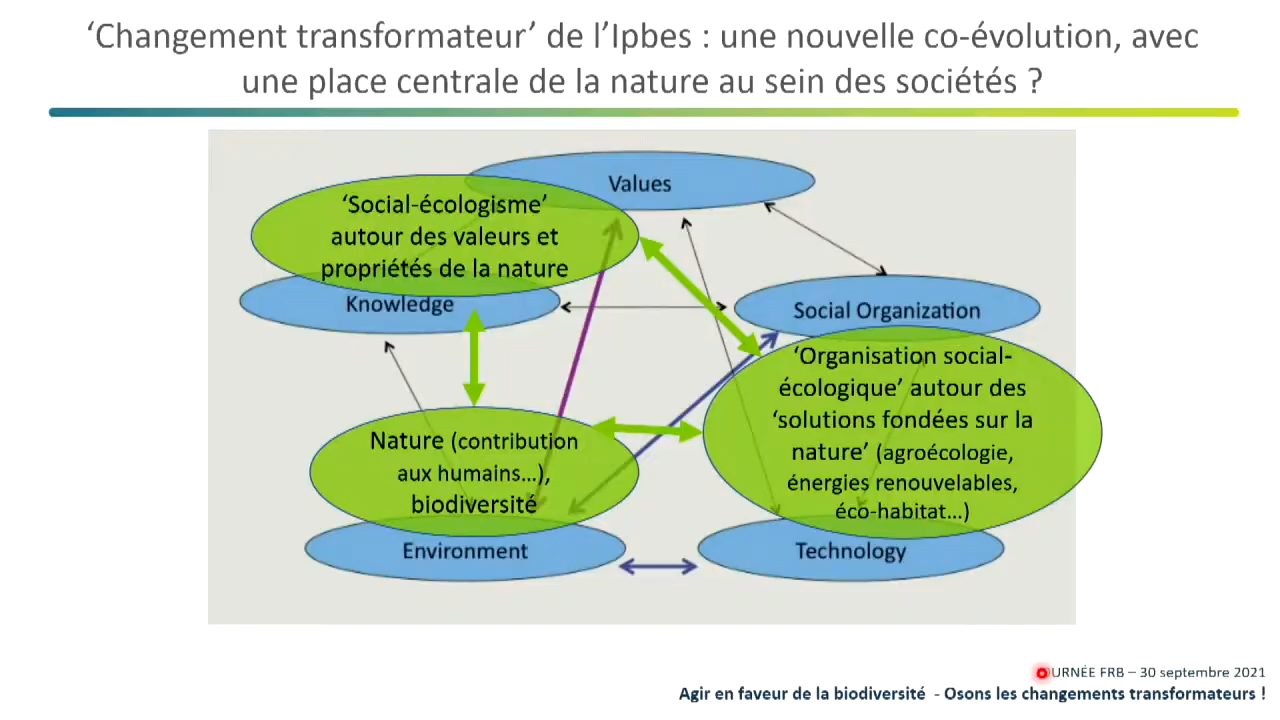 ‘Changement transformateur’ de l’Ipbes : une nouvelle co-évolution, avec
une place centrale de la nature au sein des sociétés ?
Values
‘Social-écologisme’
autour des valeurs et
propriétés de la nature
Knowledge
Social Organization
‘Organisation social-
écologique’ autour des
‘solutions fondées sur la
nature’ (agroécologie,
énergies renouvelables,
éco-habitat…)
Nature (contribution
aux humains…),
biodiversité
Environment
Technology
URNÉE FRB – 30 septembre 2021
Agir en faveur de la biodiversité - Osons les changements transformateurs !